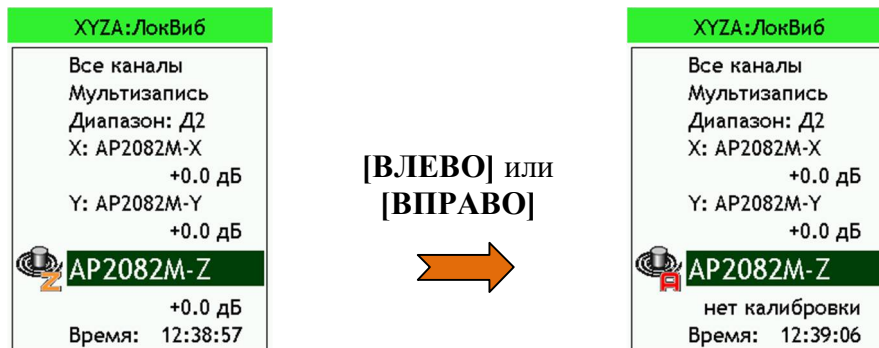 XYZA:ЛокВиб
Все каналы
Мультизапись
Диапазон: Д2
X: AP2082M-X
+0.0 дБ
Y: AP2082M-Y
+0.0 дБ
Z
AP2082M-Z
+0.0 дБ
Время: 12:38:57
[ВЛЕВО] или
[ВПРАВО]
XYZA:ЛокВиб
Все каналы
Мультизапись
Диапазон: Д2
X: AP2082M-X
+0.0 дБ
Y: AP2082M-Y
+0.0 дБ
A
AP2082M-Z
нет калибровки
Время: 12:39:06